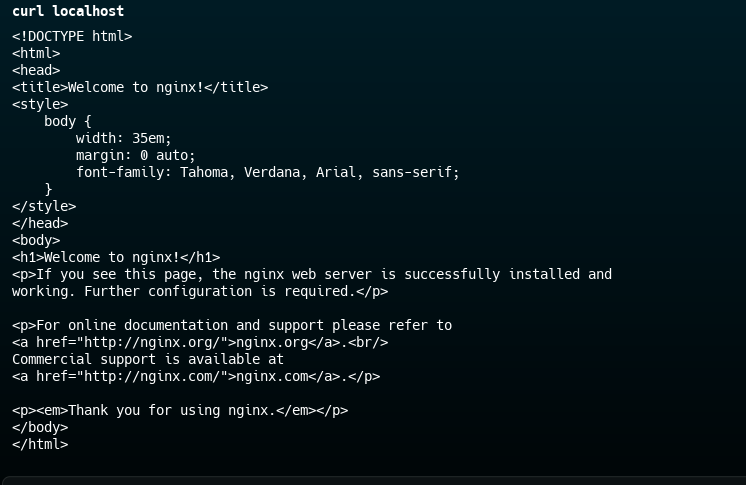 curl localhost
<!DOCTYPE html>
<html>
<head>
<title>Welcome to nginx!</title>
<style>
    body {
        width: 35em;
        margin: 0 auto;
        font-family: Tahoma, Verdana, Arial, sans-serif;
    }
</style>
</head>
<body>
<h1>Welcome to nginx!</h1>
<p>If you see this page, the nginx web server is successfully installed and
working. Further configuration is required.</p>

<p>For online documentation and support please refer to
<a href="http://nginx.org/">nginx.org</a>.<br/>
Commercial support is available at
<a href="http://nginx.com/">nginx.com</a>.</p>

<p><em>Thank you for using nginx.</em></p>
</body>
</html>